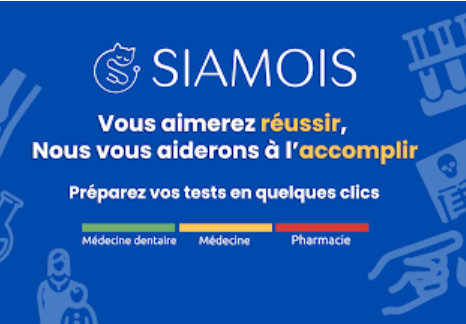 SIAMOIS
Vous aimerez réussir,
Nous vous aiderons à l'accomplir
Préparez vos tests en quelques clics
Médecine dentaire Médecine Pharmacie